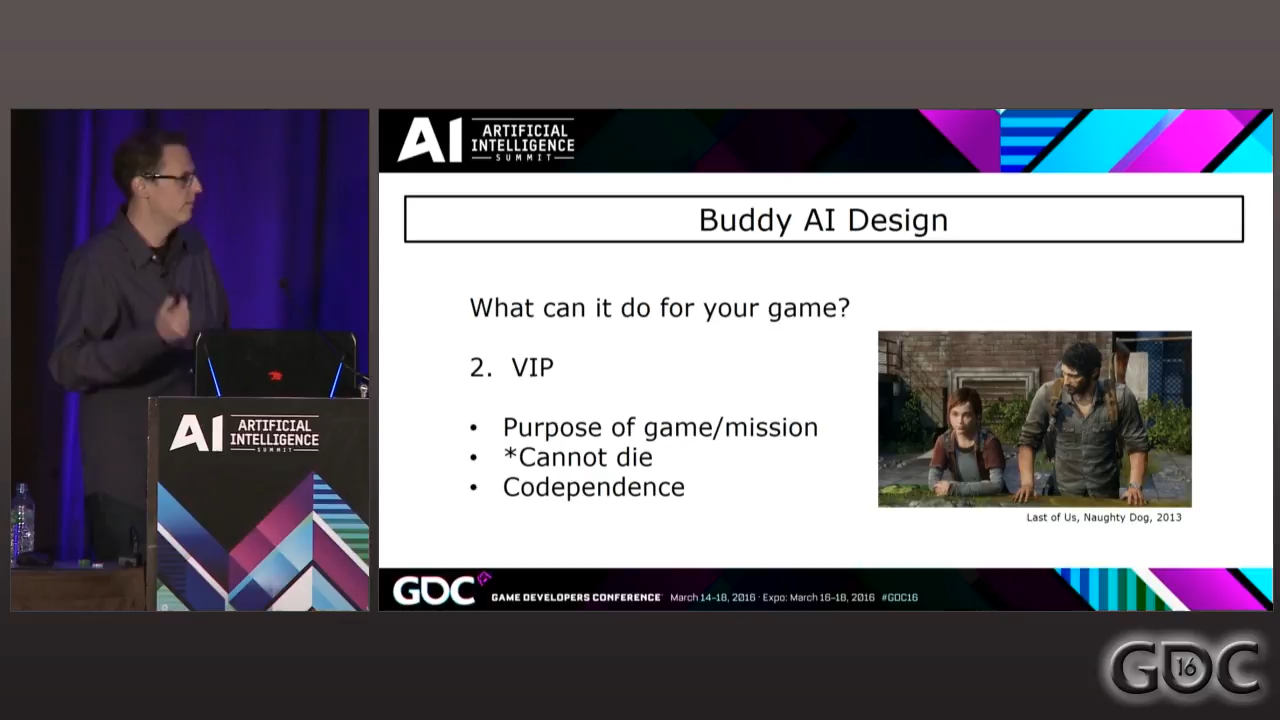 AI ARTIFICIAL
INTELLIGENCE
SUMMIT
Buddy AI Design
What can it do for your game?
2. VIP
• Purpose of game/mission
• *Cannot die
• Codependence
Last of Us, Naughty Dog, 2013
AI ARTIFICIAL
INTELLIGENCE
SUMMIT
GDC GAME DEVELOPERS CONFERENCE March 14-18, 2016 · Expo: March 16-18, 2016 #GDC16
GDC 16